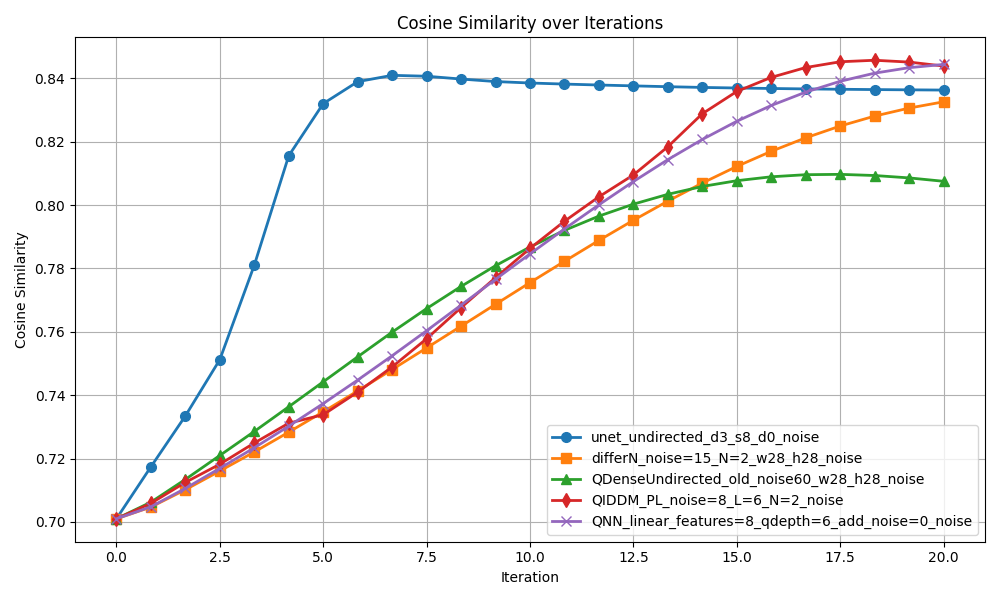 Cosine Similarity over Iterations
Cosine Similarity
0.84
0.82
0.80
0.78
0.76
0.74
0.72
0.70
unet_undirected_d3_s8_d0_noise
differN_noise=15_N=2_w28_h28_noise
QDenseUndirected_old_noise60_w28_h28_noise
QIDDM_PL_noise=8_L=6_N=2_noise
QNN_linear_features=8_qdepth=6_add_noise=0_noise
0.0 2.5 5.0 7.5 10.0 12.5 15.0 17.5 20.0
Iteration